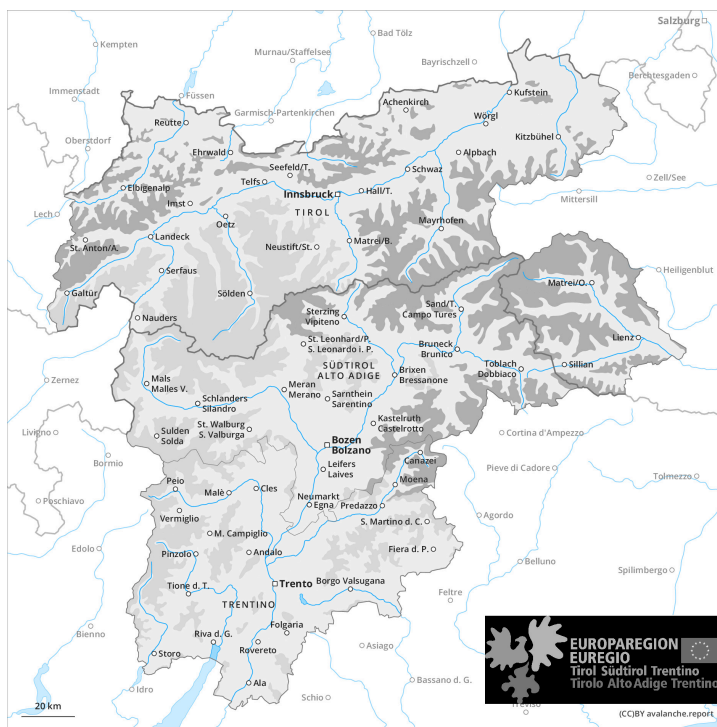 Salzburg
Kempten
Bad Tölz
Murnau/Staffelsee
Bayrischzell
Berchtesgaden
Immenstadt
Füssen
Kufstein
Achenkirch
Garmisch-Partenkirchen
Wörgl
Reutte
Kitzbühel
Oberstdorf
Ehrwald
Alpbach
Seefeld/T.
Schwaz
Telfs
Zell/See
Elbigenalp
Innsbruck
Hall/T.
Mittersill
Imst
Lech
TIROL
Mayrhofen
Oetz
St. Anton/A.
Landeck
Neustift/St.
Matrei/B.
Serfaus
Heiligenblut
Matrei/O.
Galtür
Sölden
Sand/T.
Campo Tures
Nauders
Sterzing
Vipiteno
Lienz
St. Leonhard/P.
S. Leonardo i. P.
Bruneck
Brunico
Toblach
Dobbiaco
Sillian
SÜDTIROL
ALTO ADIGE
Brixen
Bressanone
Zernez
Mals
Malles V.
Meran
Merano
Sarnthein
Sarentino
Schlanders
Silandro
Kastelruth
Castelrotto
St. Walburg
S. Valburga
Livigno
Sulden
Solda
Cortina d'Ampezzo
Bozen
Bolzano
Canazei
Bormio
Leifers
Laives
Pieve di Cadore
Tolmezzo
Peio
Moena
Malè
Cles
Neumarkt
Egna
Predazzo
Poschiavo
Vermiglio
S. Martino d. C.
Agordo
M. Campiglio
Edolo
Pinzolo
Andalo
Fiera d. P.
Belluno
Spilimbergo
Trento
Borgo Valsugana
Tione d. T.
Feltre
TRENTINO
Folgaria
Bienno
Riva d. G.
Rovereto
Asiago
Storo
Bassano d. G.
Ala
Idro
Schio
Treviso
20 km
EUROPAREGION
EUREGIO
Tirol Südtirol Trentino
Tirolo Alto Adige Trentino
(CC)BY avalanche.report